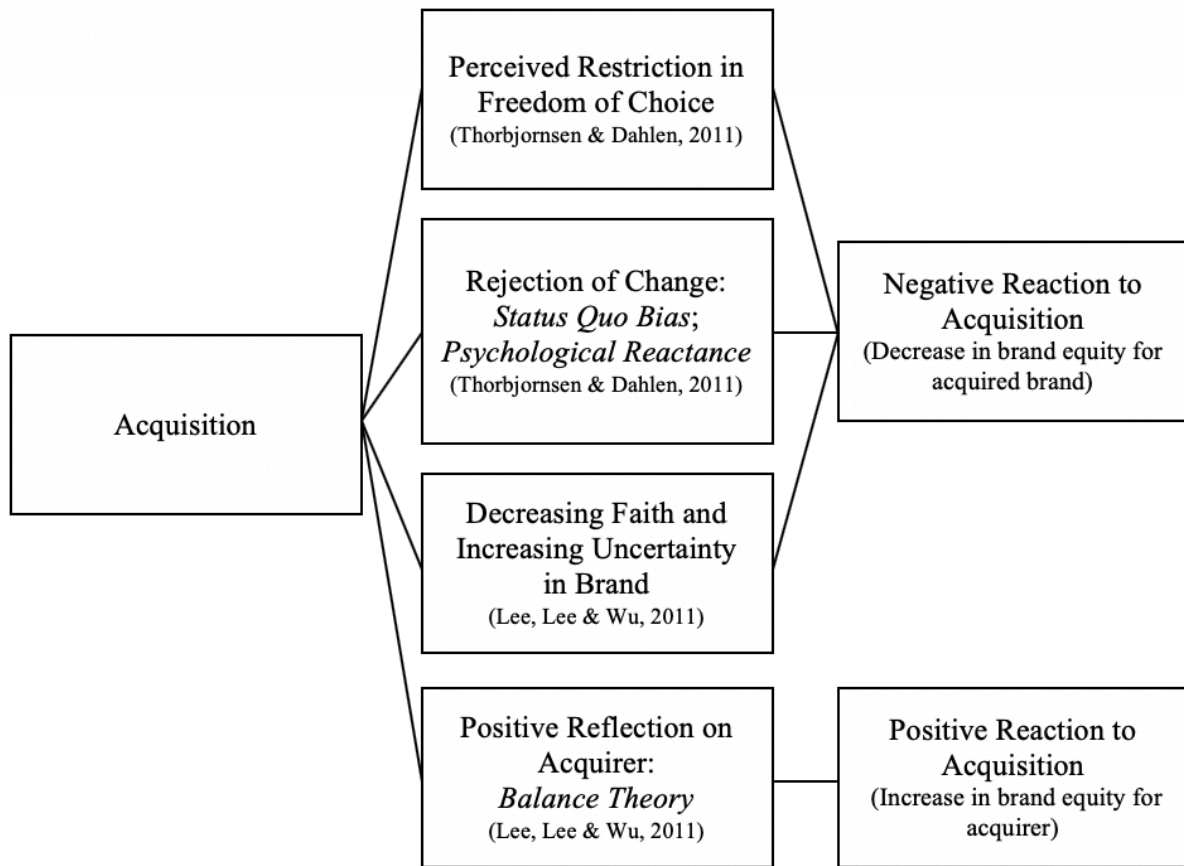 Acquisition
Perceived Restriction in
Freedom of Choice
(Thorbjornsen & Dahlen, 2011)
Rejection of Change:
Status Quo Bias;
Psychological Reactance
(Thorbjornsen & Dahlen, 2011)
Decreasing Faith and
Increasing Uncertainty
in Brand
(Lee, Lee & Wu, 2011)
Positive Reflection on
Acquirer:
Balance Theory
(Lee, Lee & Wu, 2011)
Negative Reaction to
Acquisition
(Decrease in brand equity for
acquired brand)
Positive Reaction to
Acquisition
(Increase in brand equity for
acquirer)